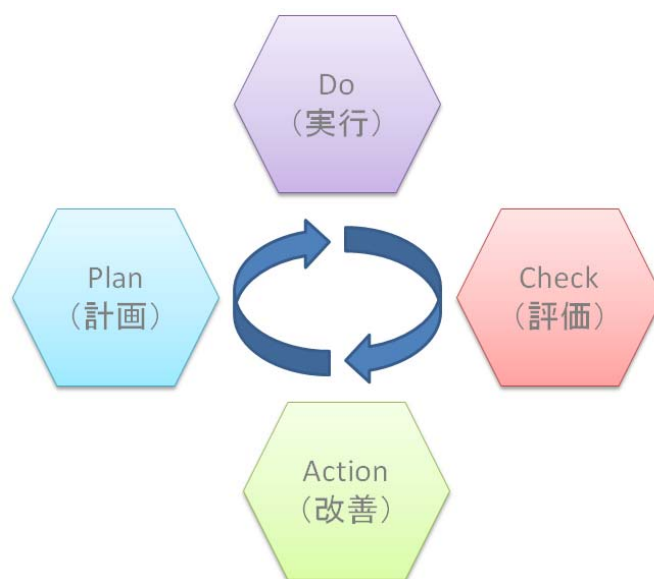 Do
（実行）
Plan
（計画）
Check
（評価）
Action
（改善）